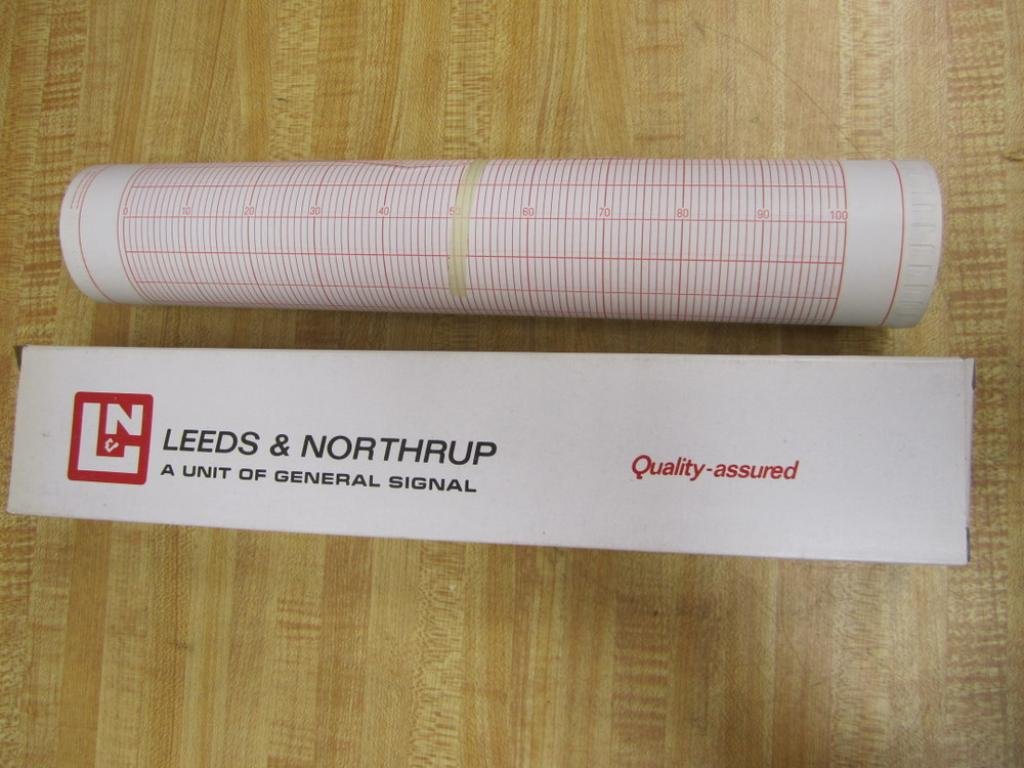 0 10 20 30 40 50 60 70 80 90 100
L&N
LEEDS & NORTHRUP
A UNIT OF GENERAL SIGNAL
Quality-assured